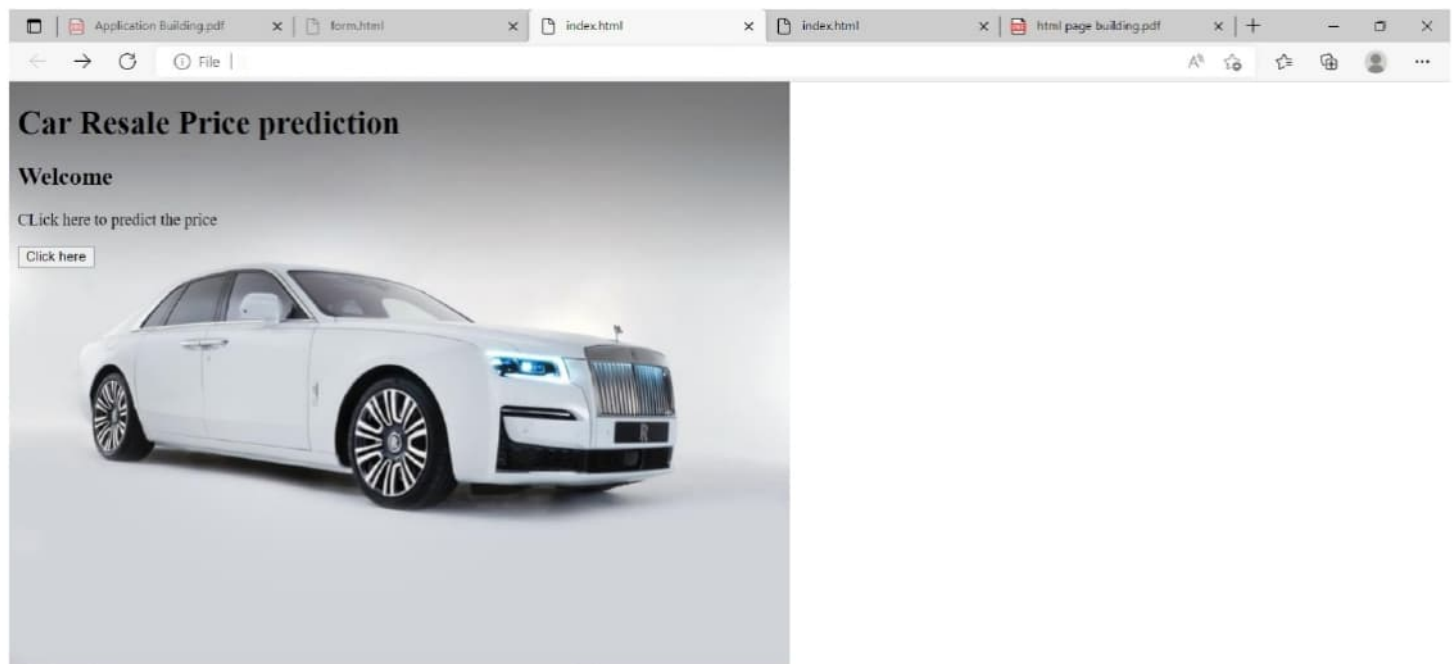 Application Building.pdf
form.html
index.html
index.html
html page building.pdf
File
Car Resale Price prediction
Welcome
CLick here to predict the price
Click here